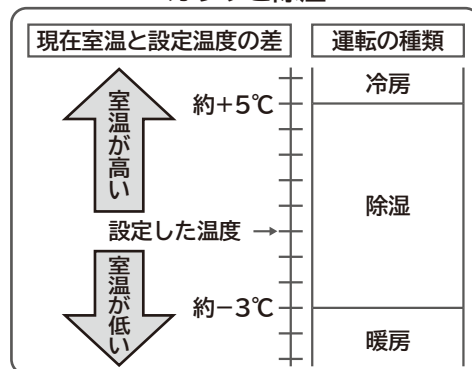 現在室温と設定温度の差
運転の種類
室温が高い
約+5℃
冷房
設定した温度→
除湿
室温が低い
約−3℃
暖房